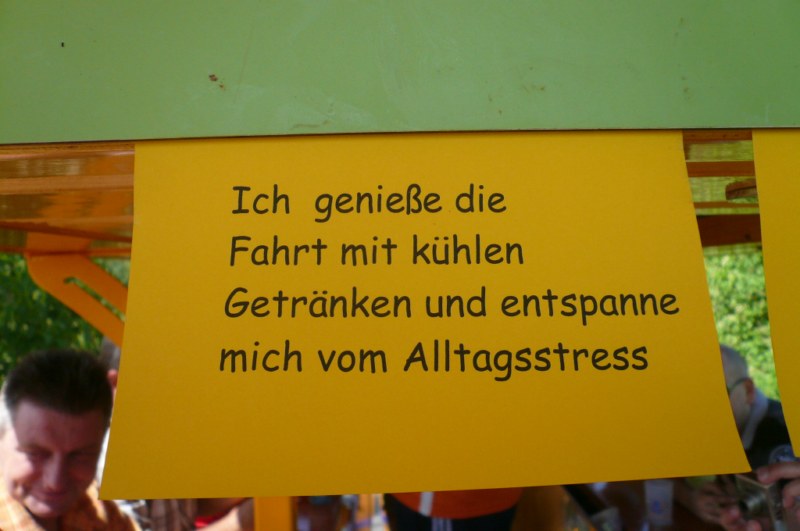 Ich genieße die
Fahrt mit kühlen
Getränken und entspanne
mich vom Alltagsstress